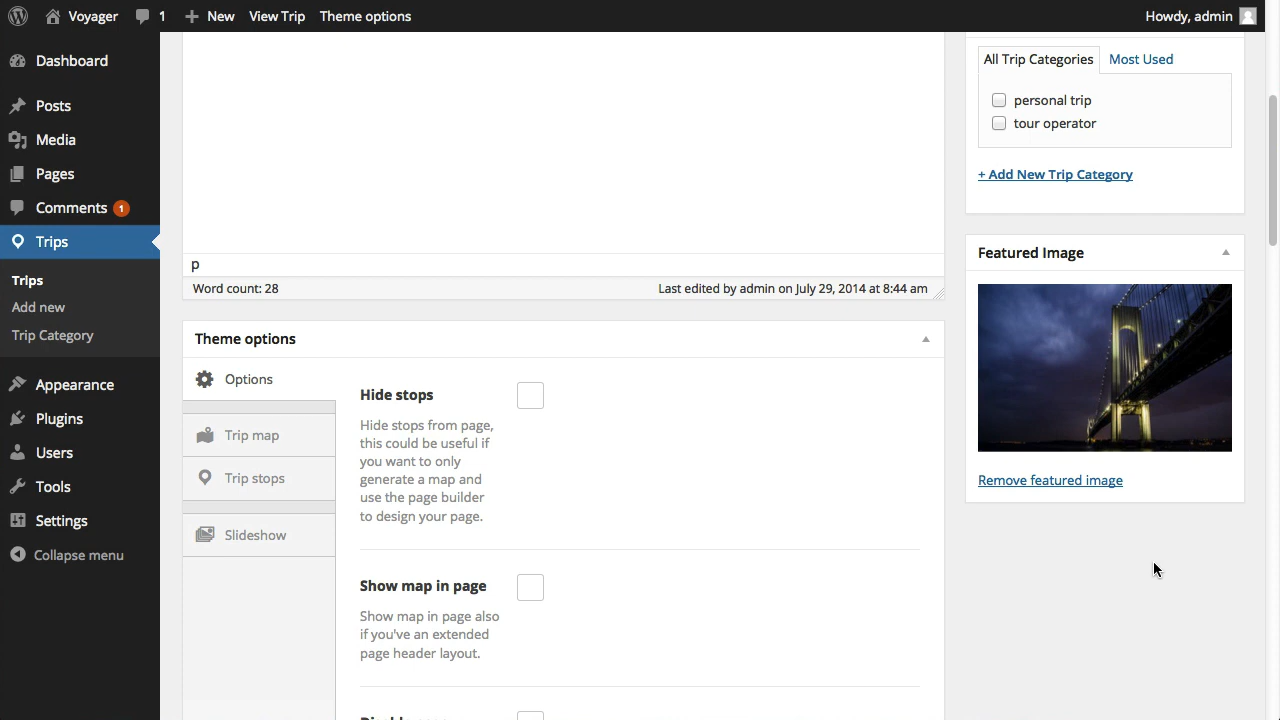 Voyager 1 New View Trip Theme options Howdy, admin
Dashboard
Posts
Media
Pages
Comments 1
Trips
Trips
Add new
Trip Category
Appearance
Plugins
Users
Tools
Settings
Collapse menu
p
Word count: 28 Last edited by admin on July 29, 2014 at 8:44 am
Theme options
Options
Trip map
Trip stops
Slideshow
Hide stops
Hide stops from page,
this could be useful if
you want to only
generate a map and
use the page builder
to design your page.
Show map in page
Show map in page also
if you've an extended
page header layout.
All Trip Categories Most Used
personal trip
tour operator
+ Add New Trip Category
Featured Image
Remove featured image